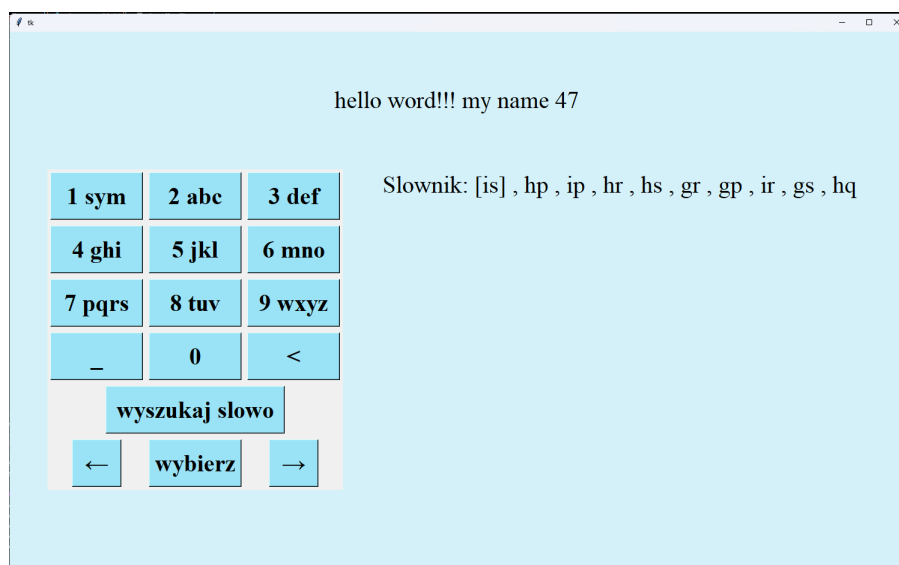 tk
hello word!!! my name 47
Slownik: [is] , hp , ip , hr , hs , gr , gp , ir , gs , hq
1 sym 2 abc 3 def
4 ghi 5 jkl 6 mno
7 pqrs 8 tuv 9 wxyz
_ 0 <
wyszukaj slowo
← wybierz →